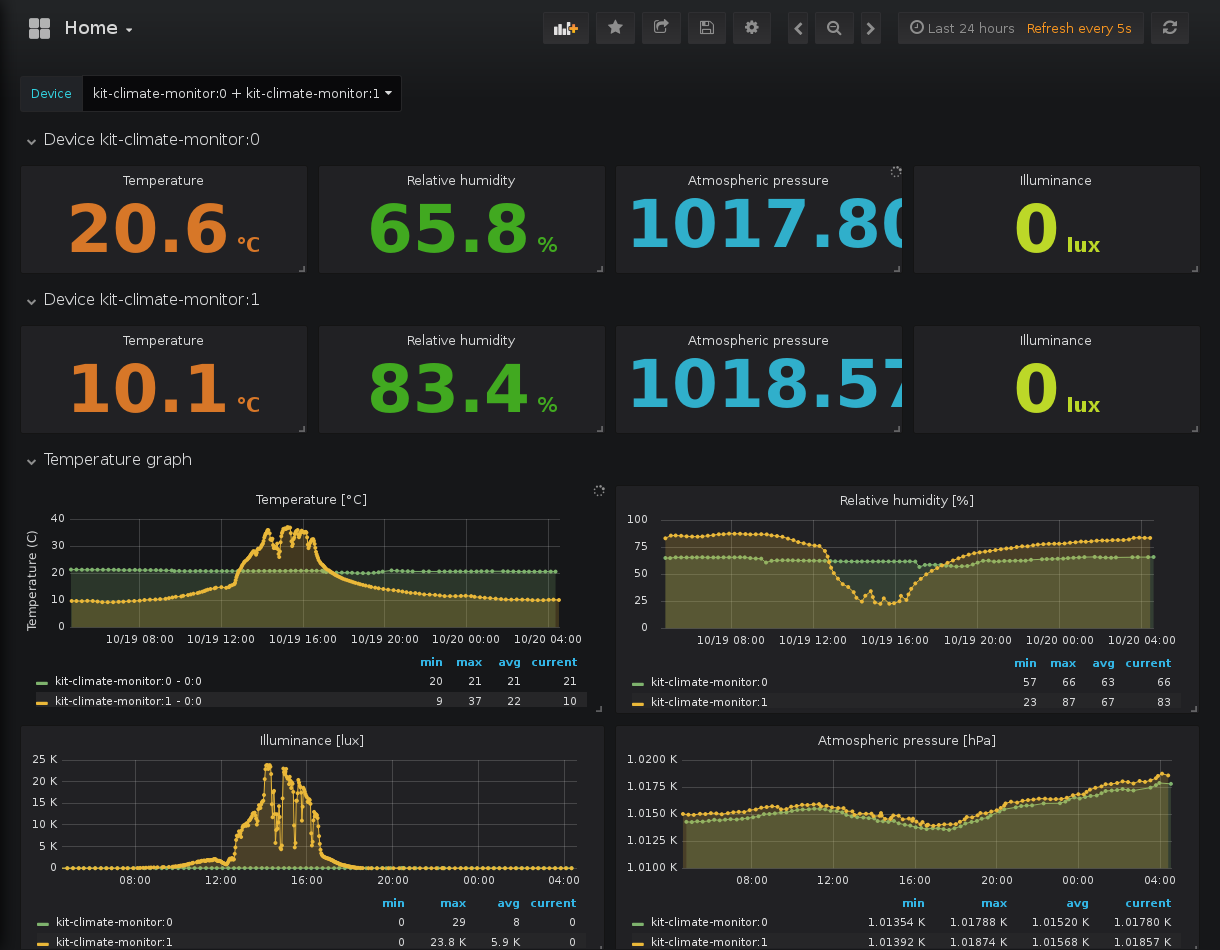 Home
Last 24 hours Refresh every 5s
Device kit-climate-monitor:0 + kit-climate-monitor:1
Device kit-climate-monitor:0
Temperature Relative humidity Atmospheric pressure Illuminance
20.6 °C 65.8 % 1017.80 0 lux
Device kit-climate-monitor:1
Temperature Relative humidity Atmospheric pressure Illuminance
10.1 °C 83.4 % 1018.57 0 lux
Temperature graph
Temperature [°C]
Temperature (C)
40
30
20
10
0
10/19 08:00 10/19 12:00 10/19 16:00 10/19 20:00 10/20 00:00 10/20 04:00
min max avg current
kit-climate-monitor:0 - 0:0 20 21 21 21
kit-climate-monitor:1 - 0:0 9 37 22 10
Relative humidity [%]
100
75
50
25
0
10/19 08:00 10/19 12:00 10/19 16:00 10/19 20:00 10/20 00:00 10/20 04:00
min max avg current
kit-climate-monitor:0 57 66 63 66
kit-climate-monitor:1 23 87 67 83
Illuminance [lux]
25 K
20 K
15 K
10 K
5 K
0
08:00 12:00 16:00 20:00 00:00 04:00
min max avg current
kit-climate-monitor:0 0 29 8 0
kit-climate-monitor:1 0 23.8 K 5.9 K 0
Atmospheric pressure [hPa]
1.0200 K
1.0175 K
1.0150 K
1.0125 K
1.0100 K
08:00 12:00 16:00 20:00 00:00 04:00
min max avg current
kit-climate-monitor:0 1.01354 K 1.01788 K 1.01520 K 1.01780 K
kit-climate-monitor:1 1.01392 K 1.01874 K 1.01568 K 1.01857 K